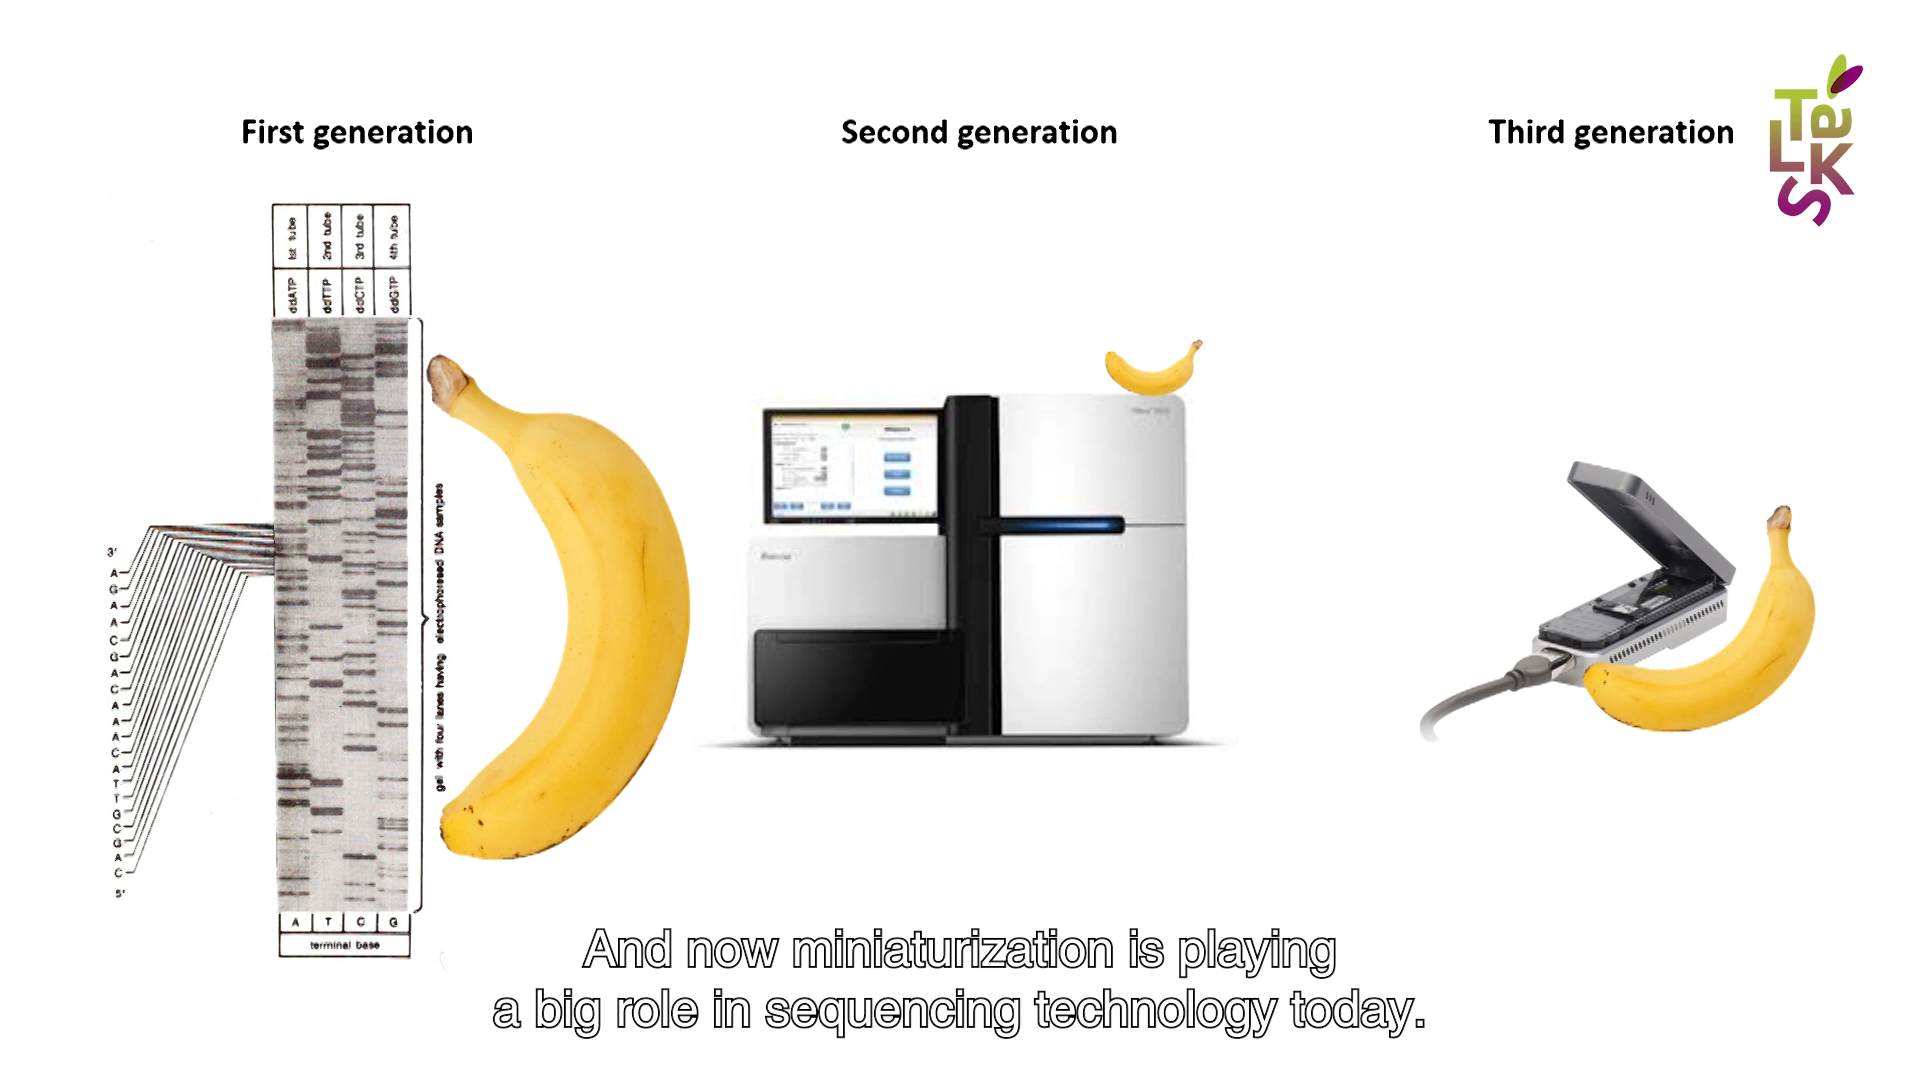 First generation
Second generation
Third generation
TaLKS
1st tube
2nd tube
3rd tube
4th tube
ddATP
ddTTP
ddCTP
ddGTP
gel with four lanes having electrophoresed DNA samples
3'
A
G
A
A
C
G
A
C
A
A
A
C
A
T
T
G
C
G
A
C
5'
A T C G
terminal base
And now miniaturization is playing
a big role in sequencing technology today.